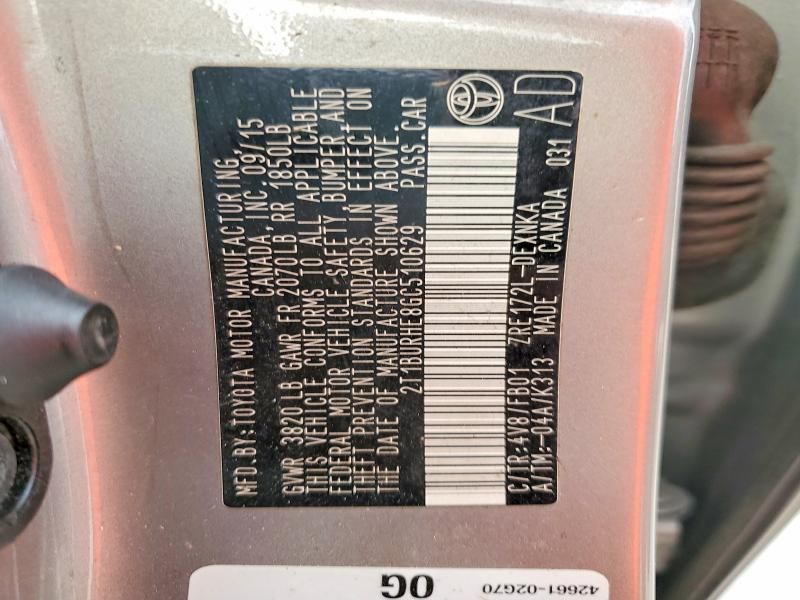 MFD. BY: TOYOTA MOTOR MANUFACTURING,
CANADA, INC. 09/15
GVWR 3820 LB GAWR FR 2070LB, RR 1850LB
THIS VEHICLE CONFORMS TO ALL APPLICABLE
FEDERAL MOTOR VEHICLE SAFETY, BUMPER AND
THEFT PREVENTION STANDARDS IN EFFECT ON
THE DATE OF MANUFACTURE SHOWN ABOVE.
2T1BURHE8GC510629 PASS.CAR
C/TR:4V8/FB01 ZRE172L-DEXNKA
A/TM:-04A/K313 MADE IN CANADA 031
AD
42661-02G70
0G